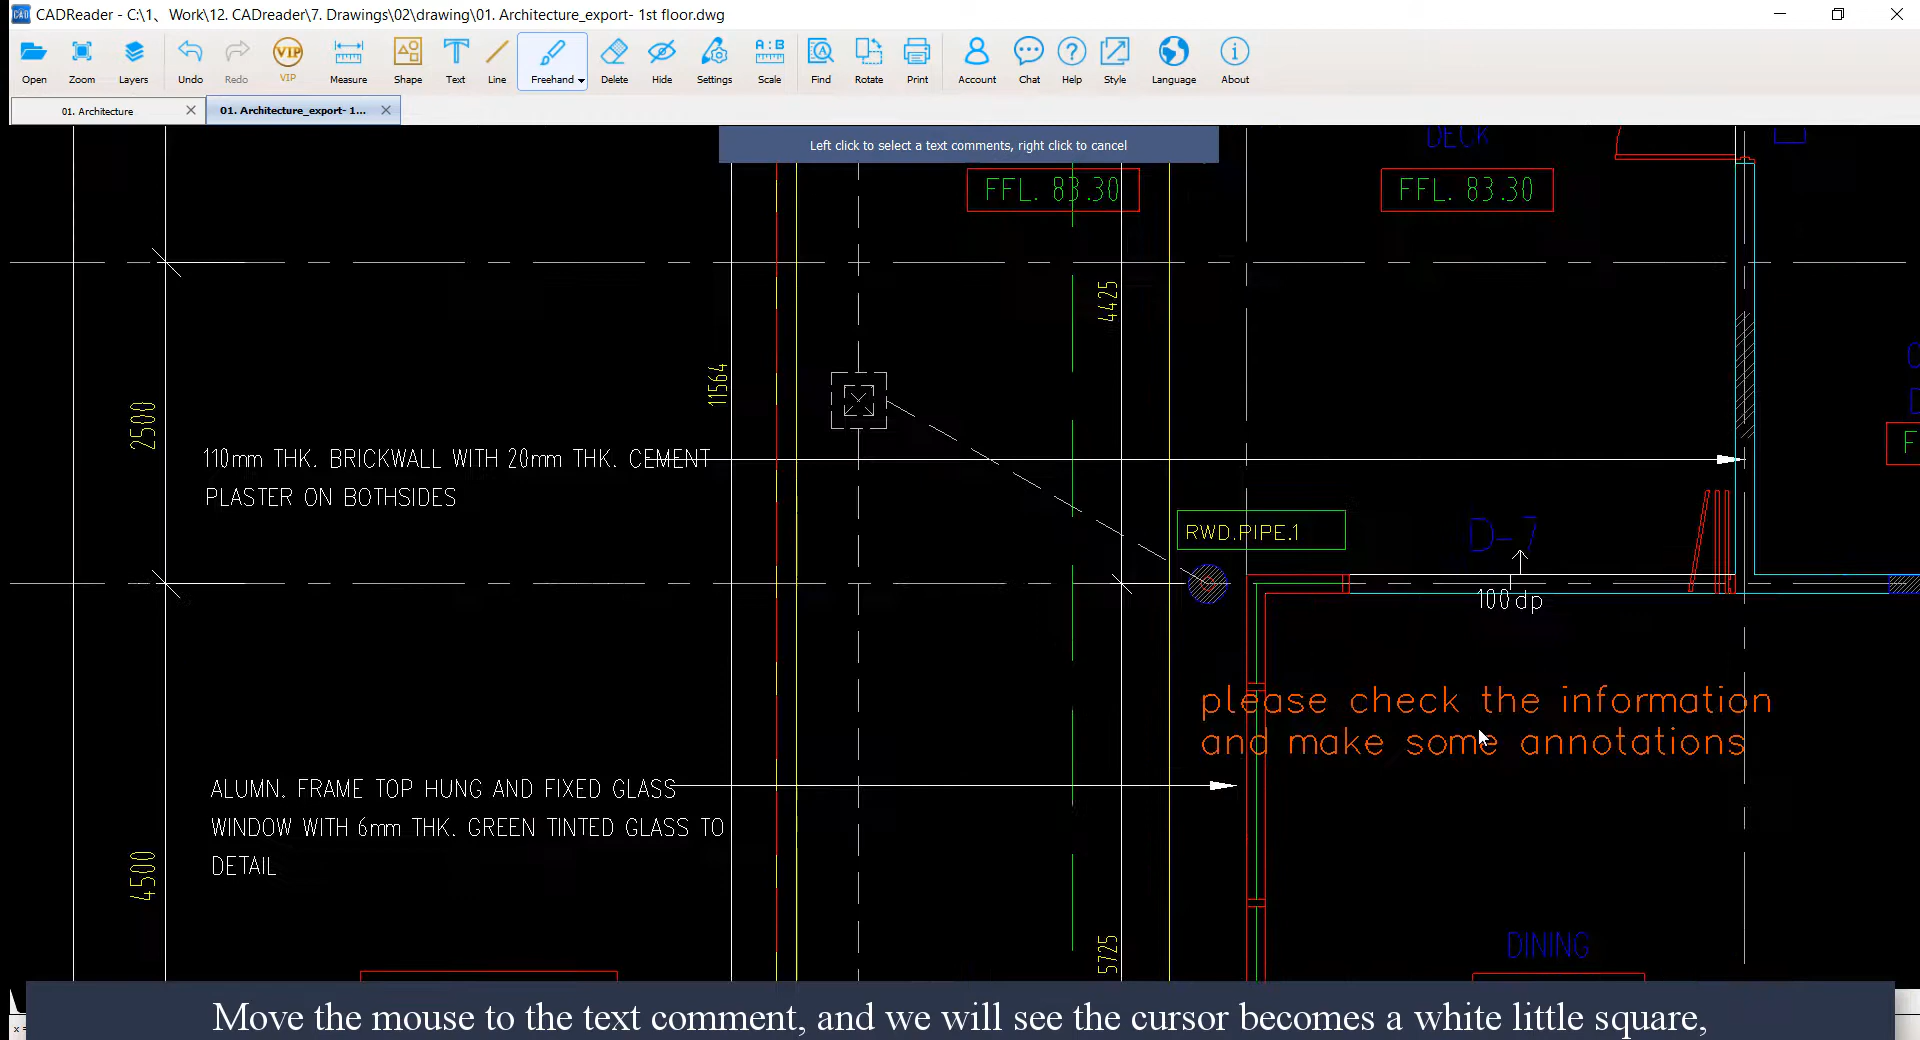 CADReader - C:\1、Work\12. CADreader\7. Drawings\02\drawing\01. Architecture_export- 1st floor.dwg
Open Zoom Layers Undo Redo VIP Measure Shape Text Line Freehand Delete Hide Settings Scale Find Rotate Print Account Chat Help Style Language About
01. Architecture
01. Architecture_export- 1...
Left click to select a text comments, right click to cancel
DECK
FFL. 83.30
FFL. 83.30
4425
11564
2500
110mm THK. BRICKWALL WITH 20mm THK. CEMENT
PLASTER ON BOTHSIDES
RWD.PIPE.1
D-7
100 dp
please check the information
and make some annotations
ALUMN. FRAME TOP HUNG AND FIXED GLASS
WINDOW WITH 6mm THK. GREEN TINTED GLASS TO
DETAIL
4500
5725
DINING
Move the mouse to the text comment, and we will see the cursor becomes a white little square,